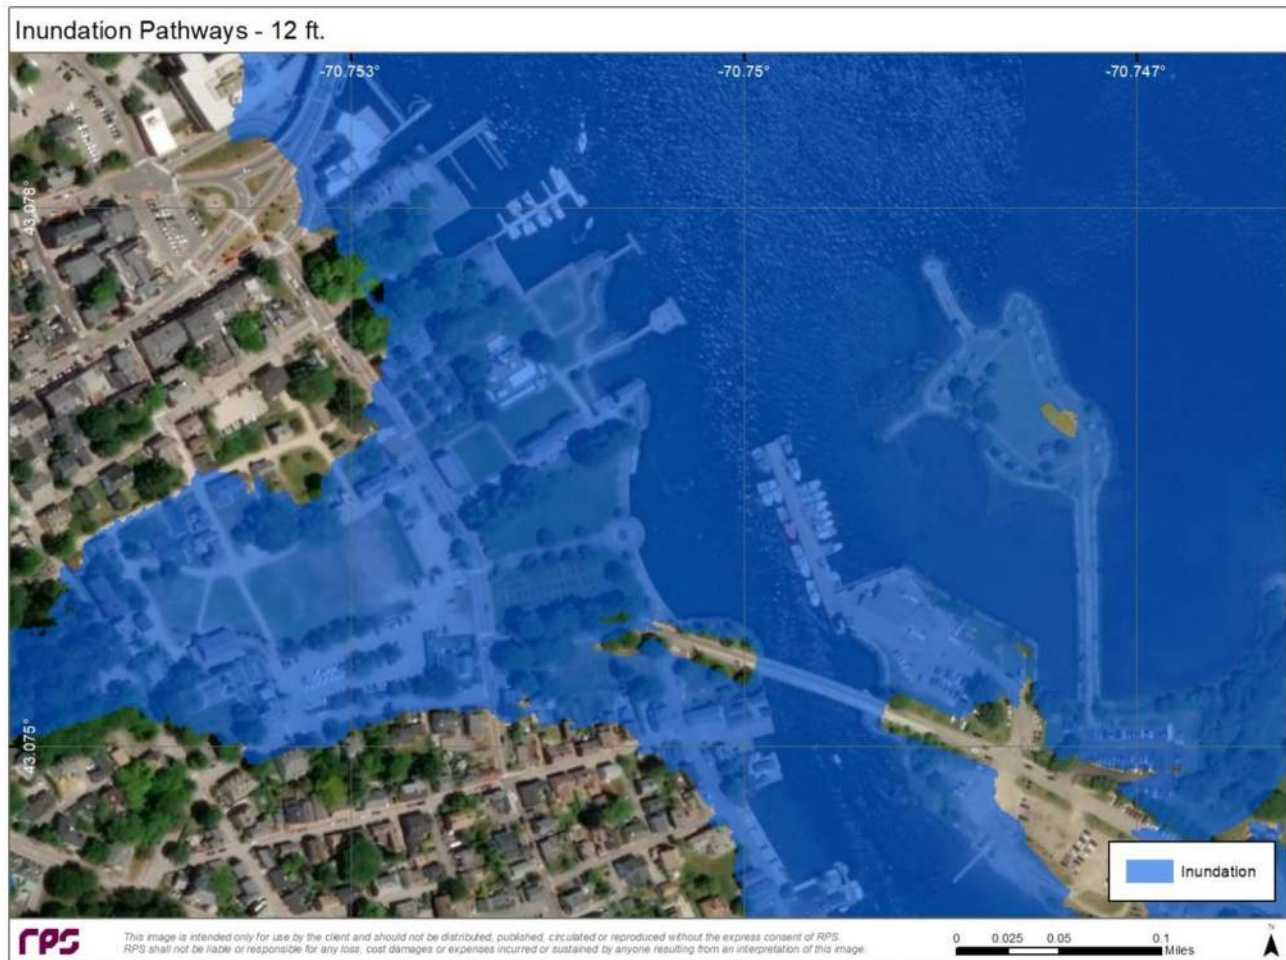 Inundation Pathways - 12 ft.
-70.753° -70.75° -70.747°
43.078°
43.075°
Inundation
RPS
This image is intended only for use by the client and should not be distributed, published, circulated or reproduced without the express consent of RPS.
RPS shall not be liable or responsible for any loss, cost damages or expenses incurred or sustained by anyone resulting from an interpretation of this image.
0 0.025 0.05 0.1
Miles
N